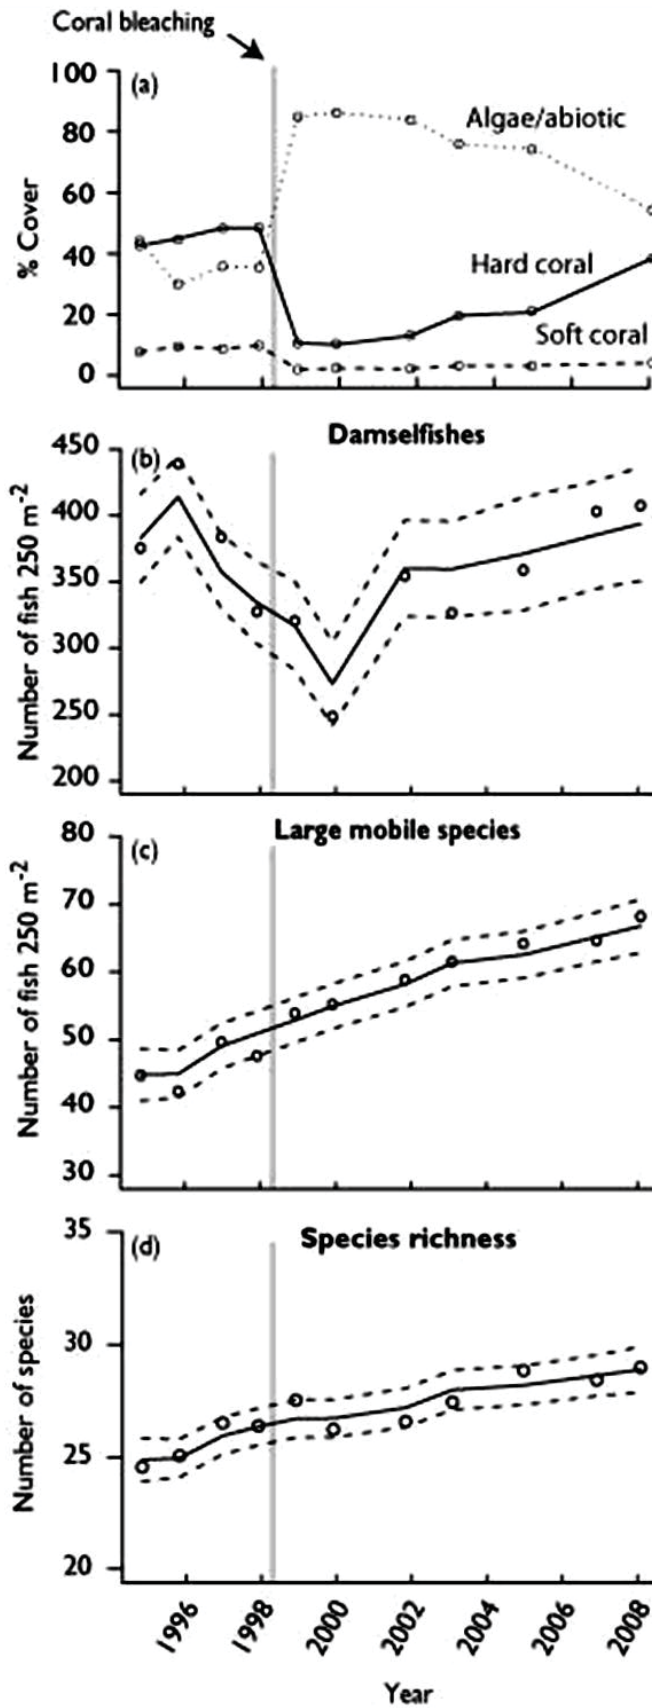 Coral bleaching
100
(a)
80
60
40
20
0
% Cover
Algae/abiotic
Hard coral
Soft coral
Damselfishes
(b)
450
400
350
300
250
200
Number of fish 250 m⁻²
Large mobile species
(c)
80
70
60
50
40
30
Number of fish 250 m⁻²
Species richness
(d)
35
30
25
20
Number of species
1996 1998 2000 2002 2004 2006 2008
Year